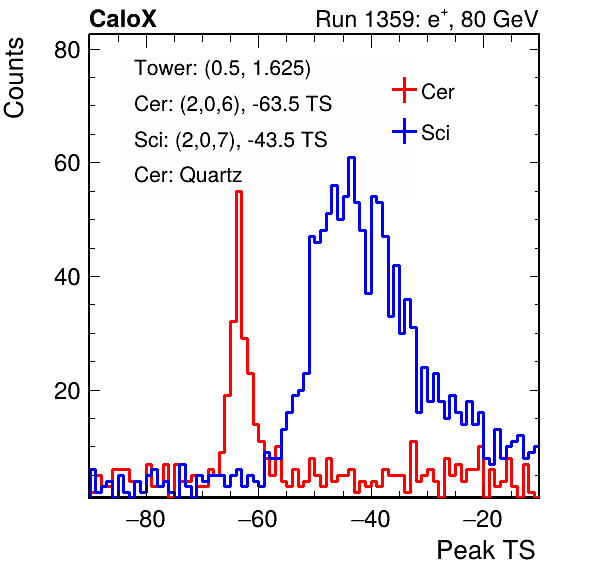 CaloX Run 1359: e⁺, 80 GeV
Counts
80
60
40
20
Tower: (0.5, 1.625)
Cer: (2,0,6), -63.5 TS
Sci: (2,0,7), -43.5 TS
Cer: Quartz
Cer
Sci
−80 −60 −40 −20
Peak TS